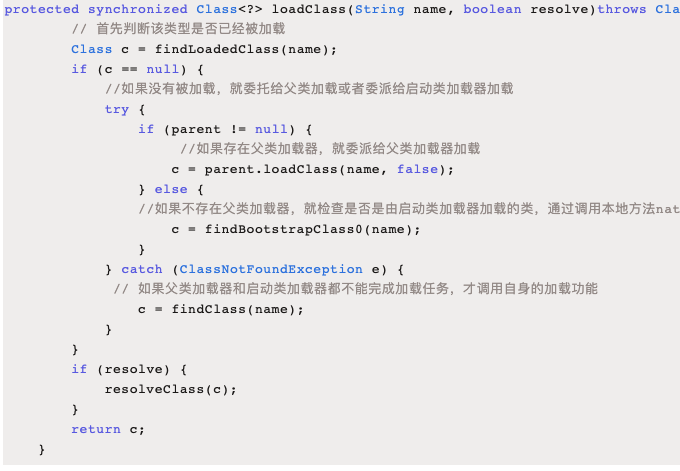 protected synchronized Class<?> loadClass(String name, boolean resolve)throws Cla
// 首先判断该类型是否已经被加载
Class c = findLoadedClass(name);
if (c == null) {
//如果没有被加载，就委托给父类加载或者委派给启动类加载器加载
try {
if (parent != null) {
//如果存在父类加载器，就委派给父类加载器加载
c = parent.loadClass(name, false);
} else {
//如果不存在父类加载器，就检查是否是由启动类加载器加载的类，通过调用本地方法nat
c = findBootstrapClass0(name);
}
} catch (ClassNotFoundException e) {
// 如果父类加载器和启动类加载器都不能完成加载任务，才调用自身的加载功能
c = findClass(name);
}
}
if (resolve) {
resolveClass(c);
}
return c;
}